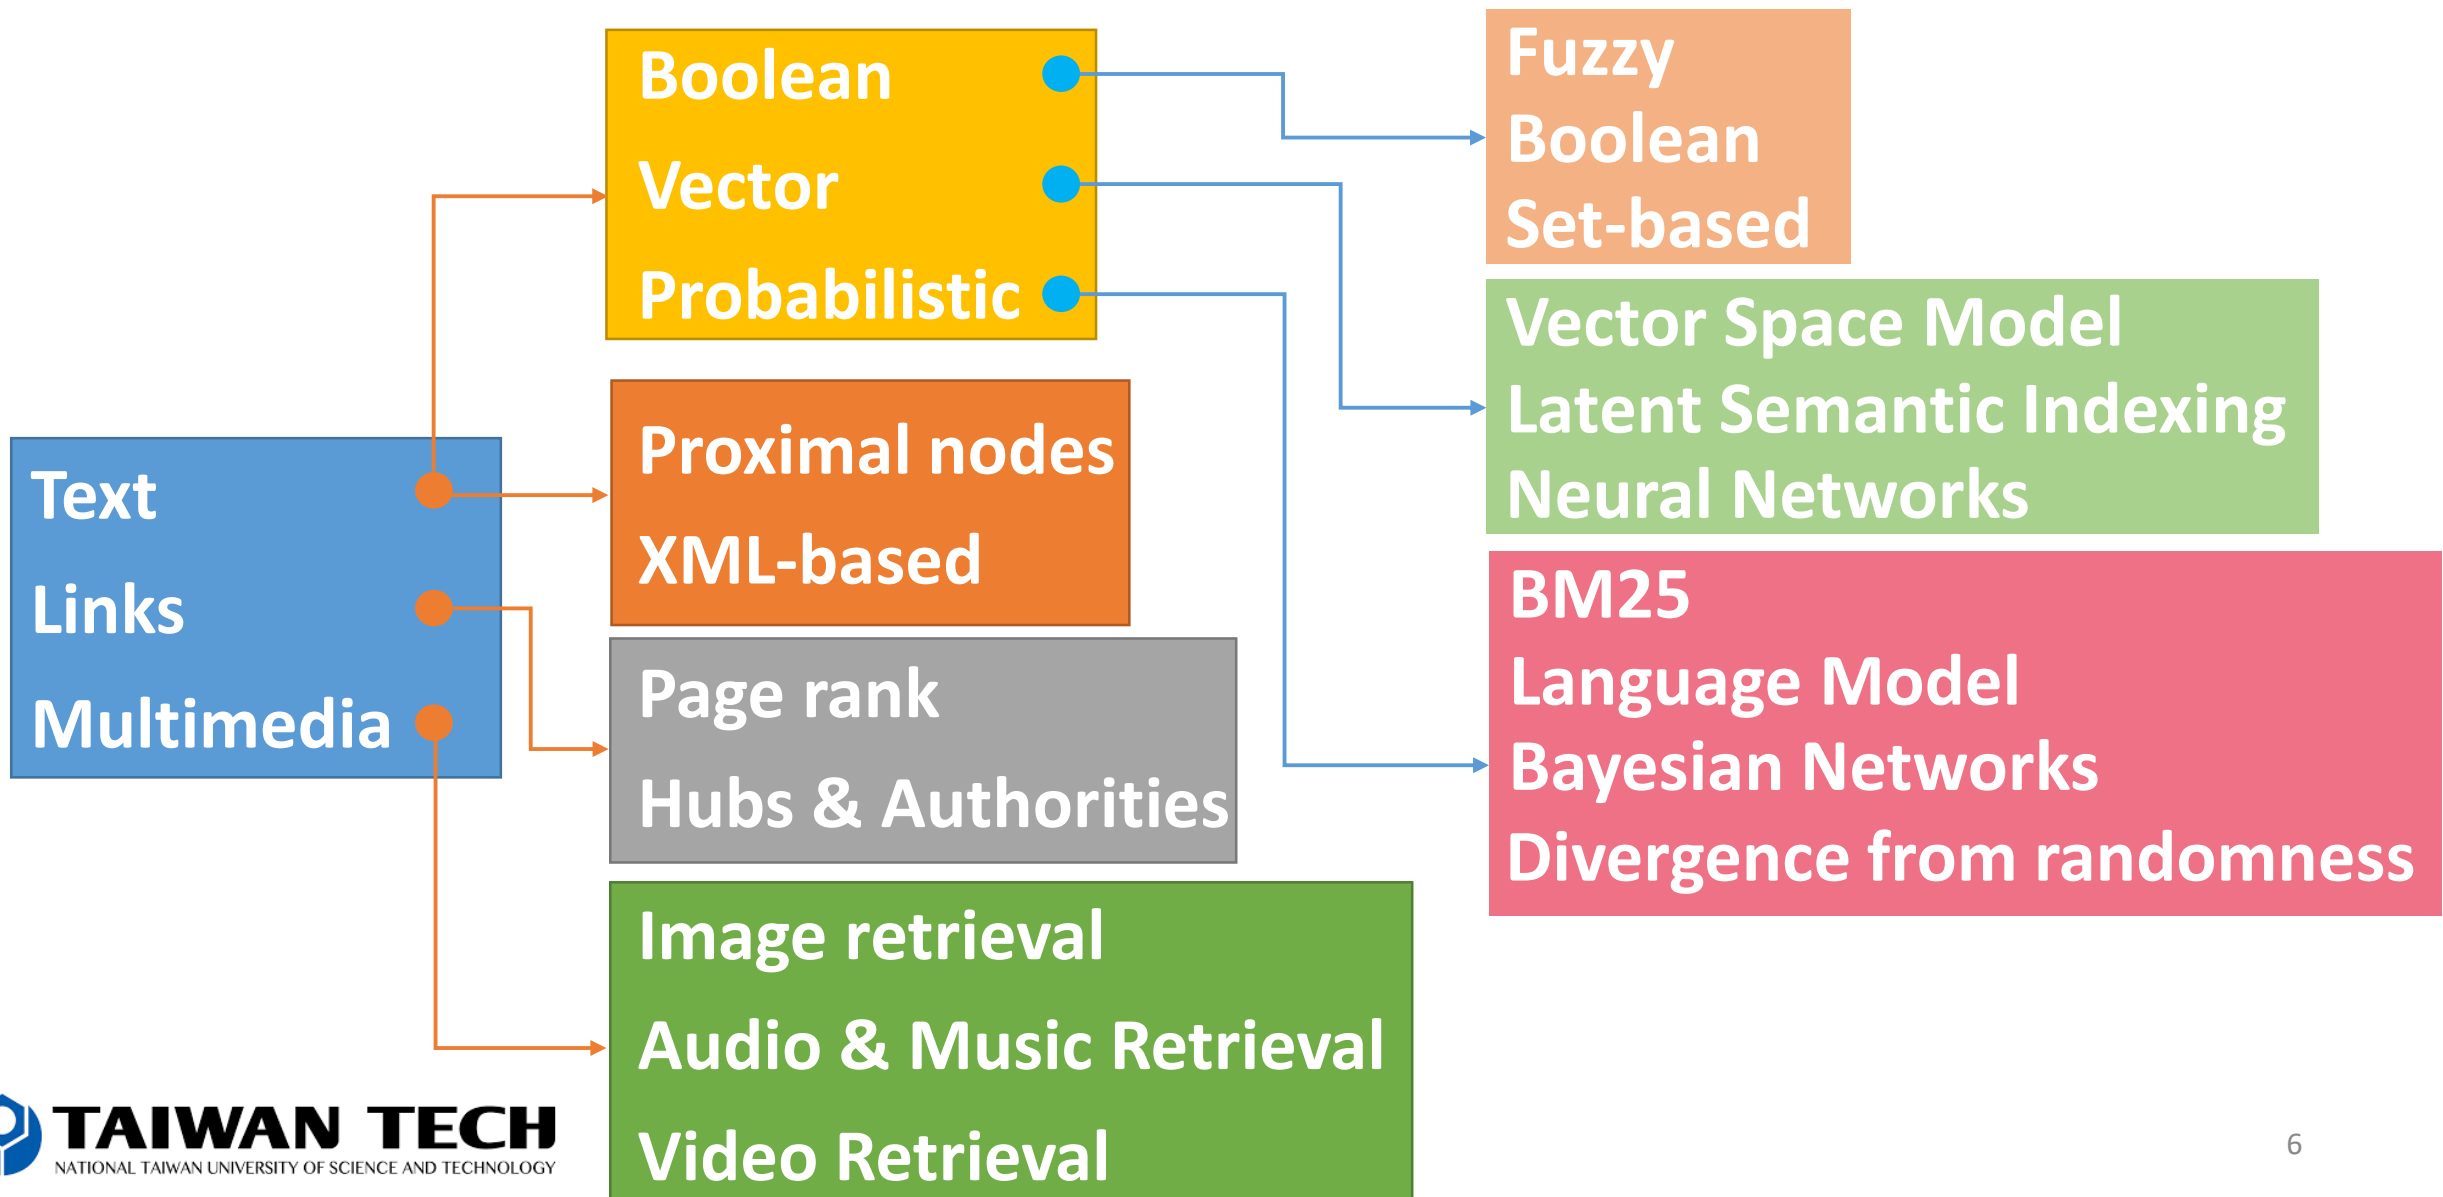 Text
Links
Multimedia
Boolean
Vector
Probabilistic
Proximal nodes
XML-based
Page rank
Hubs & Authorities
Image retrieval
Audio & Music Retrieval
Video Retrieval
Fuzzy
Boolean
Set-based
Vector Space Model
Latent Semantic Indexing
Neural Networks
BM25
Language Model
Bayesian Networks
Divergence from randomness
TAIWAN TECH
NATIONAL TAIWAN UNIVERSITY OF SCIENCE AND TECHNOLOGY
6